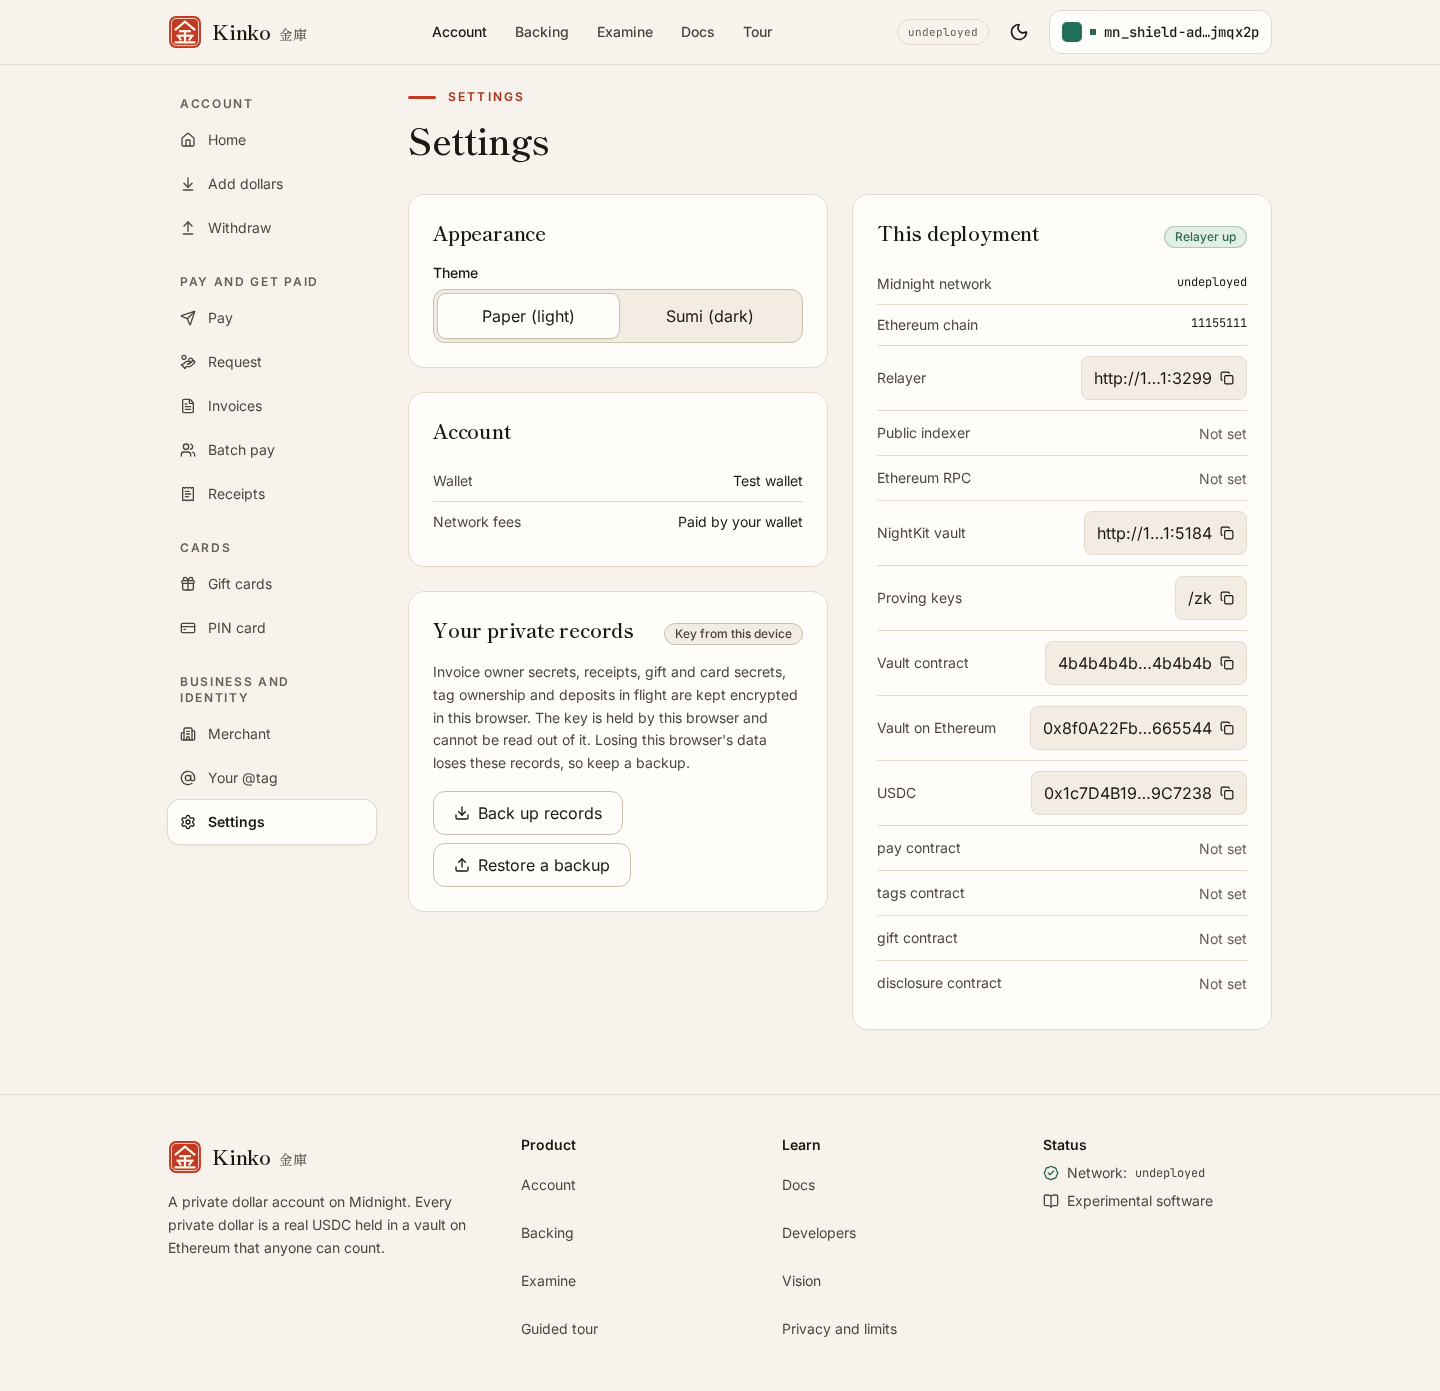 金 Kinko 金庫
Account
Backing
Examine
Docs
Tour
undeployed
mn_shield-ad…jmqx2p
ACCOUNT
Home
Add dollars
Withdraw
PAY AND GET PAID
Pay
Request
Invoices
Batch pay
Receipts
CARDS
Gift cards
PIN card
BUSINESS AND
IDENTITY
Merchant
Your @tag
Settings
SETTINGS
Settings
Appearance
Theme
Paper (light)
Sumi (dark)
Account
Wallet
Test wallet
Network fees
Paid by your wallet
Your private records
Key from this device
Invoice owner secrets, receipts, gift and card secrets,
tag ownership and deposits in flight are kept encrypted
in this browser. The key is held by this browser and
cannot be read out of it. Losing this browser's data
loses these records, so keep a backup.
Back up records
Restore a backup
This deployment
Relayer up
Midnight network
undeployed
Ethereum chain
11155111
Relayer
http://1…1:3299
Public indexer
Not set
Ethereum RPC
Not set
NightKit vault
http://1…1:5184
Proving keys
/zk
Vault contract
4b4b4b4b…4b4b4b
Vault on Ethereum
0x8f0A22Fb…665544
USDC
0x1c7D4B19…9C7238
pay contract
Not set
tags contract
Not set
gift contract
Not set
disclosure contract
Not set
金 Kinko 金庫
A private dollar account on Midnight. Every
private dollar is a real USDC held in a vault on
Ethereum that anyone can count.
Product
Account
Backing
Examine
Guided tour
Learn
Docs
Developers
Vision
Privacy and limits
Status
Network: undeployed
Experimental software